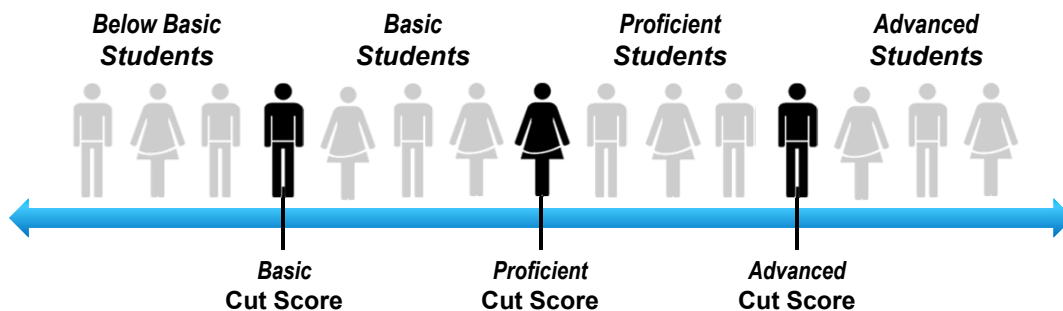 Below Basic
Students
Basic
Students
Proficient
Students
Advanced
Students
Basic
Cut Score
Proficient
Cut Score
Advanced
Cut Score